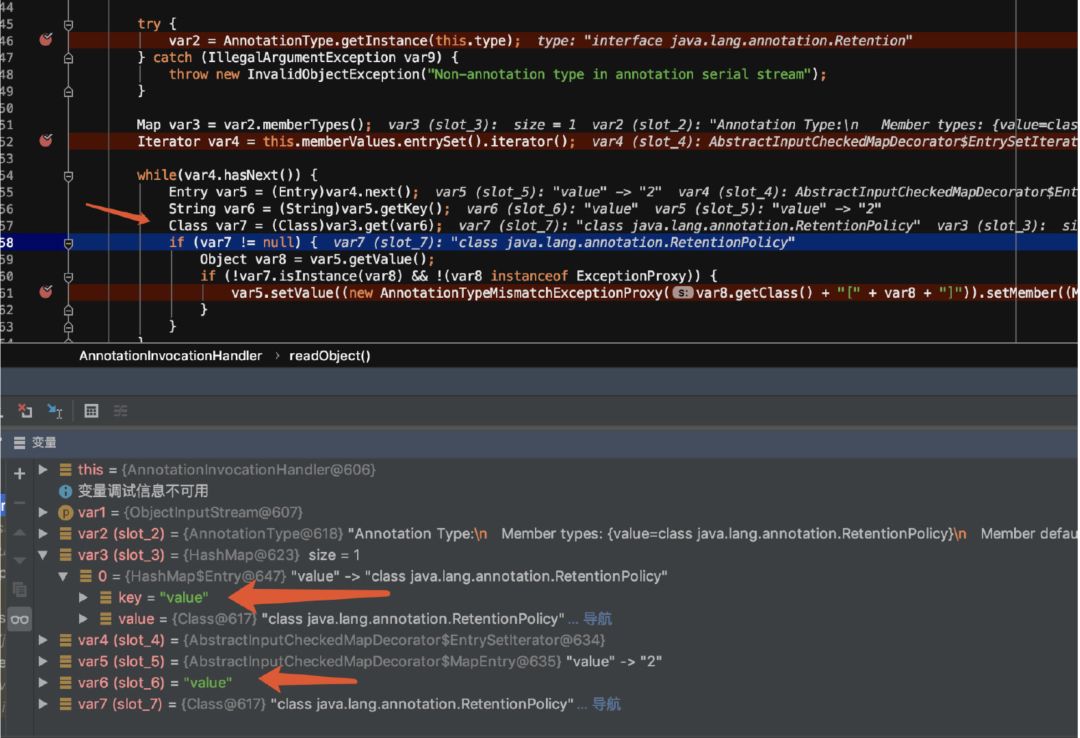 44
45 try {
46 var2 = AnnotationType.getInstance(this.type); type: "interface java.lang.annotation.Retention"
47 } catch (IllegalArgumentException var9) {
48 throw new InvalidObjectException("Non-annotation type in annotation serial stream");
49 }
50
51 Map var3 = var2.memberTypes(); var3 (slot_3): size = 1 var2 (slot_2): "Annotation Type:\n Member types: {value=clas
52 Iterator var4 = this.memberValues.entrySet().iterator(); var4 (slot_4): AbstractInputCheckedMapDecorator$EntrySetIterat
53
54 while(var4.hasNext()) {
55 Entry var5 = (Entry)var4.next(); var5 (slot_5): "value" -> "2" var4 (slot_4): AbstractInputCheckedMapDecorator$Ent
56 String var6 = (String)var5.getKey(); var6 (slot_6): "value" var5 (slot_5): "value" -> "2"
57 Class var7 = (Class)var3.get(var6); var7 (slot_7): "class java.lang.annotation.RetentionPolicy" var3 (slot_3): si
58 if (var7 != null) { var7 (slot_7): "class java.lang.annotation.RetentionPolicy"
59 Object var8 = var5.getValue();
60 if (!var7.isInstance(var8) && !(var8 instanceof ExceptionProxy)) {
61 var5.setValue((new AnnotationTypeMismatchExceptionProxy( s: var8.getClass() + "[" + var8 + "]")).setMember((M
62 }
63 }
64 }
AnnotationInvocationHandler › readObject()
变量
this = {AnnotationInvocationHandler@606}
变量调试信息不可用
var1 = {ObjectInputStream@607}
var2 (slot_2) = {AnnotationType@618} "Annotation Type:\n Member types: {value=class java.lang.annotation.RetentionPolicy}\n Member defau
var3 (slot_3) = {HashMap@623} size = 1
0 = {HashMap$Entry@647} "value" -> "class java.lang.annotation.RetentionPolicy"
key = "value"
value = {Class@617} "class java.lang.annotation.RetentionPolicy" ... 导航
var4 (slot_4) = {AbstractInputCheckedMapDecorator$EntrySetIterator@634}
var5 (slot_5) = {AbstractInputCheckedMapDecorator$MapEntry@635} "value" -> "2"
var6 (slot_6) = "value"
var7 (slot_7) = {Class@617} "class java.lang.annotation.RetentionPolicy" ... 导航